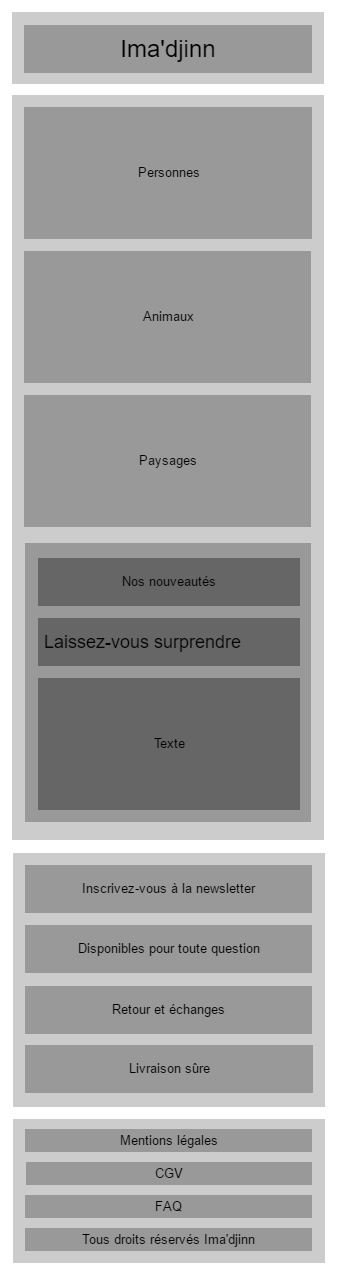 Ima'djinn
Personnes
Animaux
Paysages
Nos nouveautés
Laissez-vous surprendre
Texte
Inscrivez-vous à la newsletter
Disponibles pour toute question
Retour et échanges
Livraison sûre
Mentions légales
CGV
FAQ
Tous droits réservés Ima'djinn